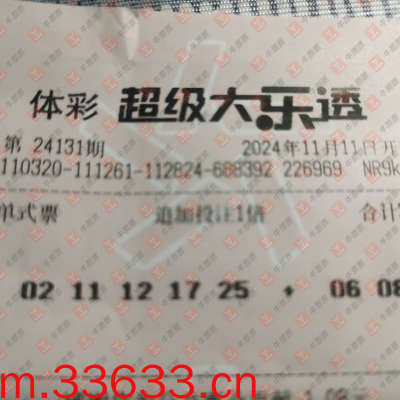 体彩 超级大乐透
第 24131期 2024年11月11日开
110320-111261-112824-688392 226969 NR9k
单式票 追加投注1倍 合计
02 11 12 17 25 + 06 08
m.33633.cn